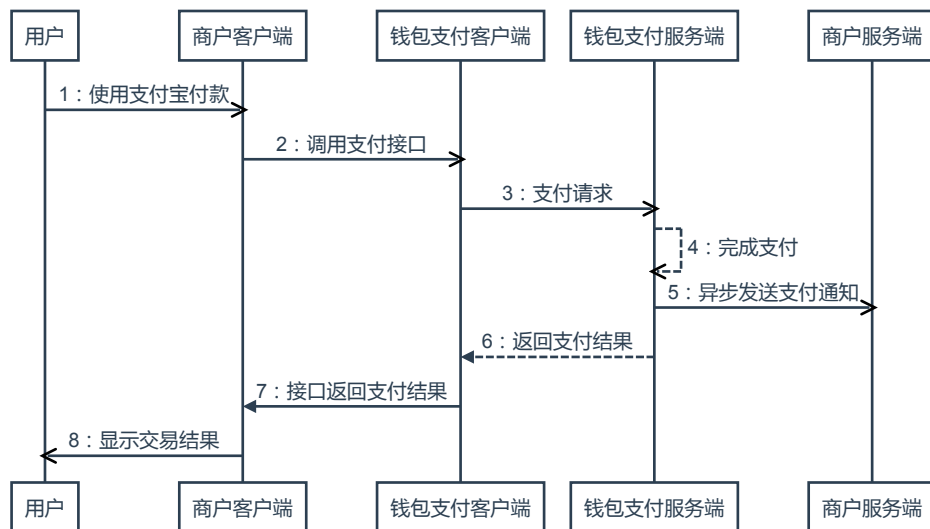 用户
商户客户端
钱包支付客户端
钱包支付服务端
商户服务端
1：使用支付宝付款
2：调用支付接口
3：支付请求
4：完成支付
5：异步发送支付通知
6：返回支付结果
7：接口返回支付结果
8：显示交易结果
用户
商户客户端
钱包支付客户端
钱包支付服务端
商户服务端